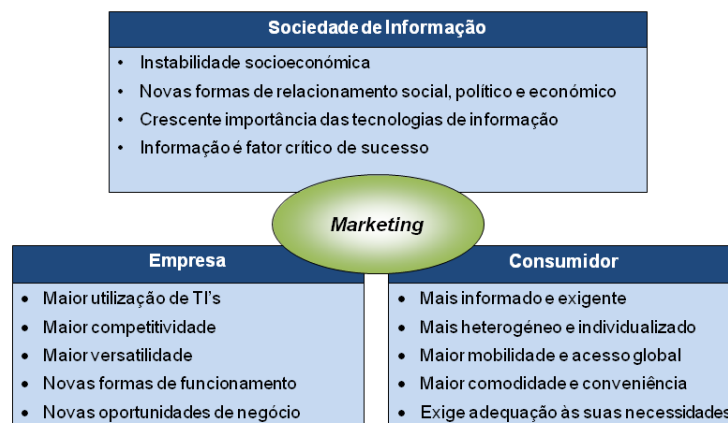 Sociedade de Informação
• Instabilidade socioeconómica
• Novas formas de relacionamento social, político e económico
• Crescente importância das tecnologias de informação
• Informação é fator crítico de sucesso
Marketing
Empresa
• Maior utilização de TI's
• Maior competitividade
• Maior versatilidade
• Novas formas de funcionamento
• Novas oportunidades de negócio
Consumidor
• Mais informado e exigente
• Mais heterogéneo e individualizado
• Maior mobilidade e acesso global
• Maior comodidade e conveniência
• Exige adequação às suas necessidades